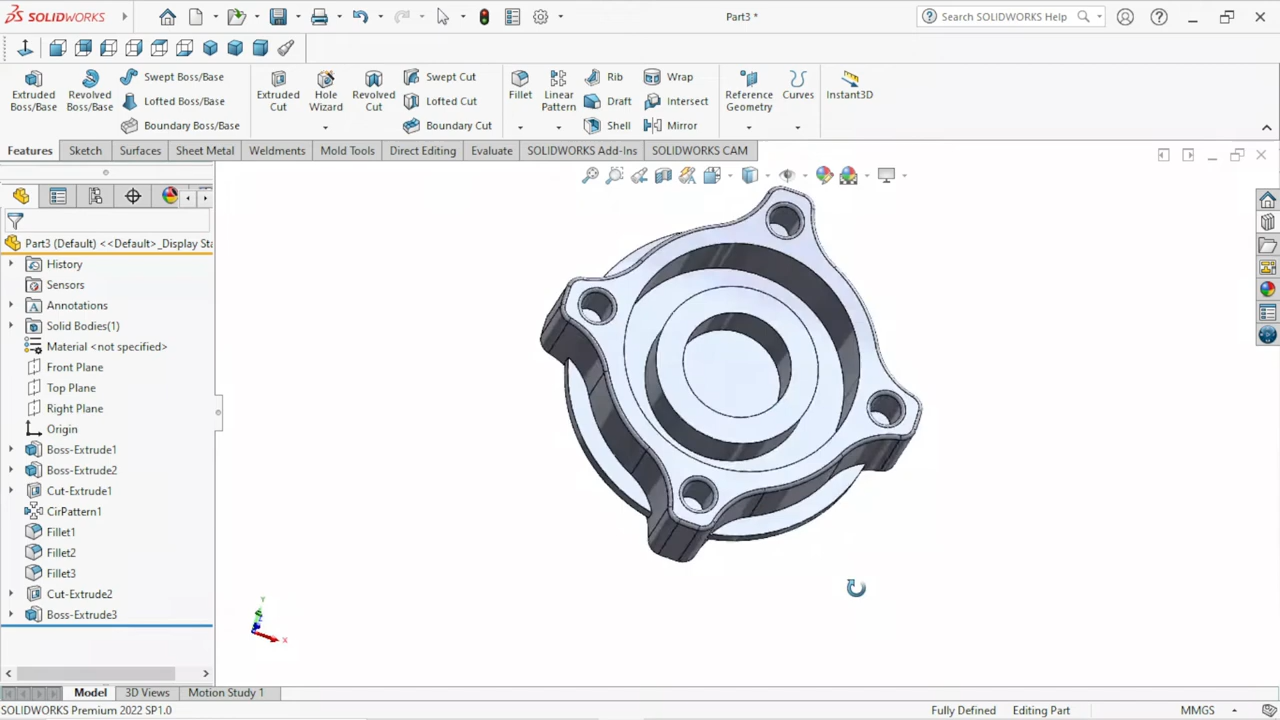 SOLIDWORKS
Part3 *
Search SOLIDWORKS Help
Extruded Boss/Base
Revolved Boss/Base
Swept Boss/Base
Lofted Boss/Base
Boundary Boss/Base
Extruded Cut
Hole Wizard
Revolved Cut
Swept Cut
Lofted Cut
Boundary Cut
Fillet
Linear Pattern
Rib
Draft
Shell
Wrap
Intersect
Mirror
Reference Geometry
Curves
Instant3D
Features
Sketch
Surfaces
Sheet Metal
Weldments
Mold Tools
Direct Editing
Evaluate
SOLIDWORKS Add-Ins
SOLIDWORKS CAM
Part3 (Default) <<Default>_Display Sta
History
Sensors
Annotations
Solid Bodies(1)
Material <not specified>
Front Plane
Top Plane
Right Plane
Origin
Boss-Extrude1
Boss-Extrude2
Cut-Extrude1
CirPattern1
Fillet1
Fillet2
Fillet3
Cut-Extrude2
Boss-Extrude3
Y
X
Model
3D Views
Motion Study 1
SOLIDWORKS Premium 2022 SP1.0
Fully Defined
Editing Part
MMGS